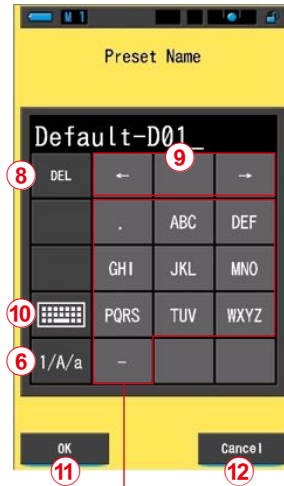 M 1
Preset Name
Default-D01_
9
8 DEL ← →
. ABC DEF
GHI JKL MNO
10 PQRS TUV WXYZ
6 1/A/a -
OK Cancel
11 12